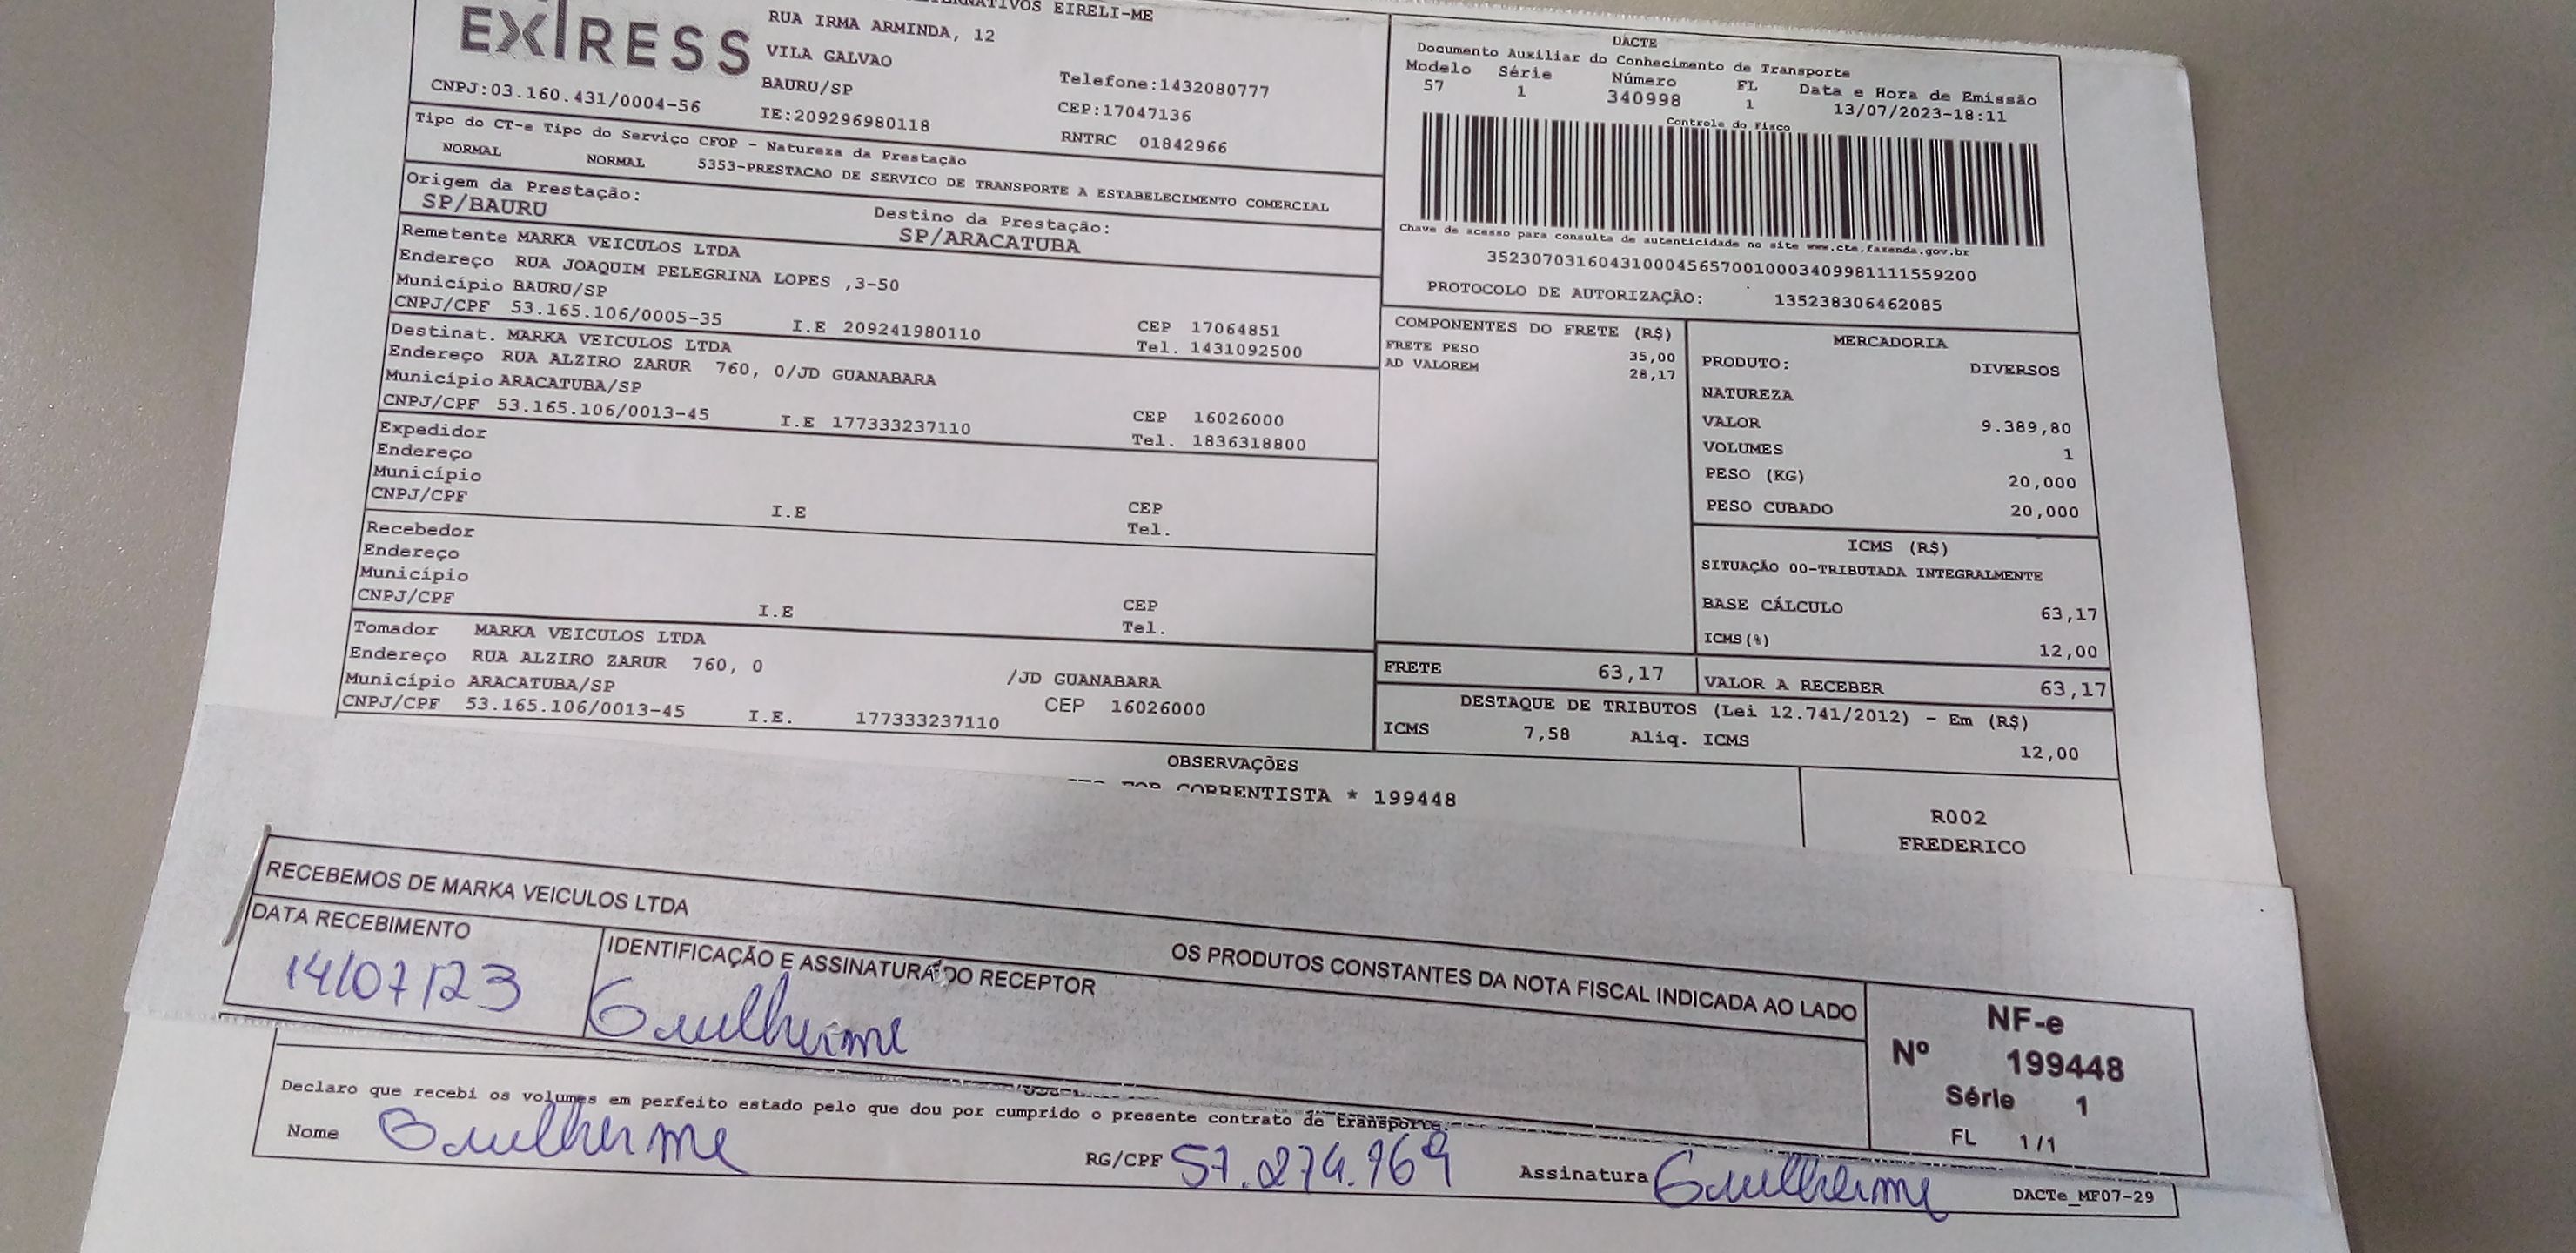 EIRELI-ME
EXPRESS
RUA IRMA ARMINDA, 12
VILA GALVAO
BAURU/SP
Telefone:1432080777
CNPJ:03.160.431/0004-56
IE:209296980118
CEP:17047136
RNTRC 01842966
Tipo do CT-e Tipo do Serviço CFOP - Natureza da Prestação
NORMAL NORMAL 5353-PRESTACAO DE SERVICO DE TRANSPORTE A ESTABELECIMENTO COMERCIAL
Origem da Prestação:
SP/BAURU
Destino da Prestação:
SP/ARACATUBA
Remetente MARKA VEICULOS LTDA
Endereço RUA JOAQUIM PELEGRINA LOPES ,3-50
Município BAURU/SP
CEP 17064851
CNPJ/CPF 53.165.106/0005-35 I.E 209241980110 Tel. 1431092500
Destinat. MARKA VEICULOS LTDA
Endereço RUA ALZIRO ZARUR 760, 0/JD GUANABARA
Município ARACATUBA/SP
CEP 16026000
CNPJ/CPF 53.165.106/0013-45 I.E 177333237110 Tel. 1836318800
Expedidor
Endereço
Município
CEP
CNPJ/CPF I.E Tel.
Recebedor
Endereço
Município
CEP
CNPJ/CPF I.E Tel.
Tomador MARKA VEICULOS LTDA
Endereço RUA ALZIRO ZARUR 760, 0 /JD GUANABARA
Município ARACATUBA/SP
CEP 16026000
CNPJ/CPF 53.165.106/0013-45 I.E. 177333237110
DACTE
Documento Auxiliar do Conhecimento de Transporte
Modelo Série Número FL Data e Hora de Emissão
57 1 340998 1 13/07/2023-18:11
Controle do Fisco
Chave de acesso para consulta de autenticidade no site www.cte.fazenda.gov.br
35230703160431000456570010003409981111559200
PROTOCOLO DE AUTORIZAÇÃO: 135238306462085
COMPONENTES DO FRETE (R$)
FRETE PESO 35,00
AD VALOREM 28,17
MERCADORIA
PRODUTO: DIVERSOS
NATUREZA
VALOR 9.389,80
VOLUMES 1
PESO (KG) 20,000
PESO CUBADO 20,000
ICMS (R$)
SITUAÇÃO 00-TRIBUTADA INTEGRALMENTE
BASE CÁLCULO 63,17
ICMS(%) 12,00
FRETE 63,17
VALOR A RECEBER 63,17
DESTAQUE DE TRIBUTOS (Lei 12.741/2012) - Em (R$)
ICMS 7,58 Aliq. ICMS 12,00
OBSERVAÇÕES
CORRENTISTA * 199448
R002
FREDERICO
RECEBEMOS DE MARKA VEICULOS LTDA
OS PRODUTOS CONSTANTES DA NOTA FISCAL INDICADA AO LADO
DATA RECEBIMENTO
14/07/23
IDENTIFICAÇÃO E ASSINATURA DO RECEPTOR
Guilherme
NF-e
Nº 199448
Série 1
FL 1/1
Declaro que recebi os volumes em perfeito estado pelo que dou por cumprido o presente contrato de transporte.
Nome Guilherme RG/CPF 57.274.169 Assinatura Guilherme
DACTe_MF07-29